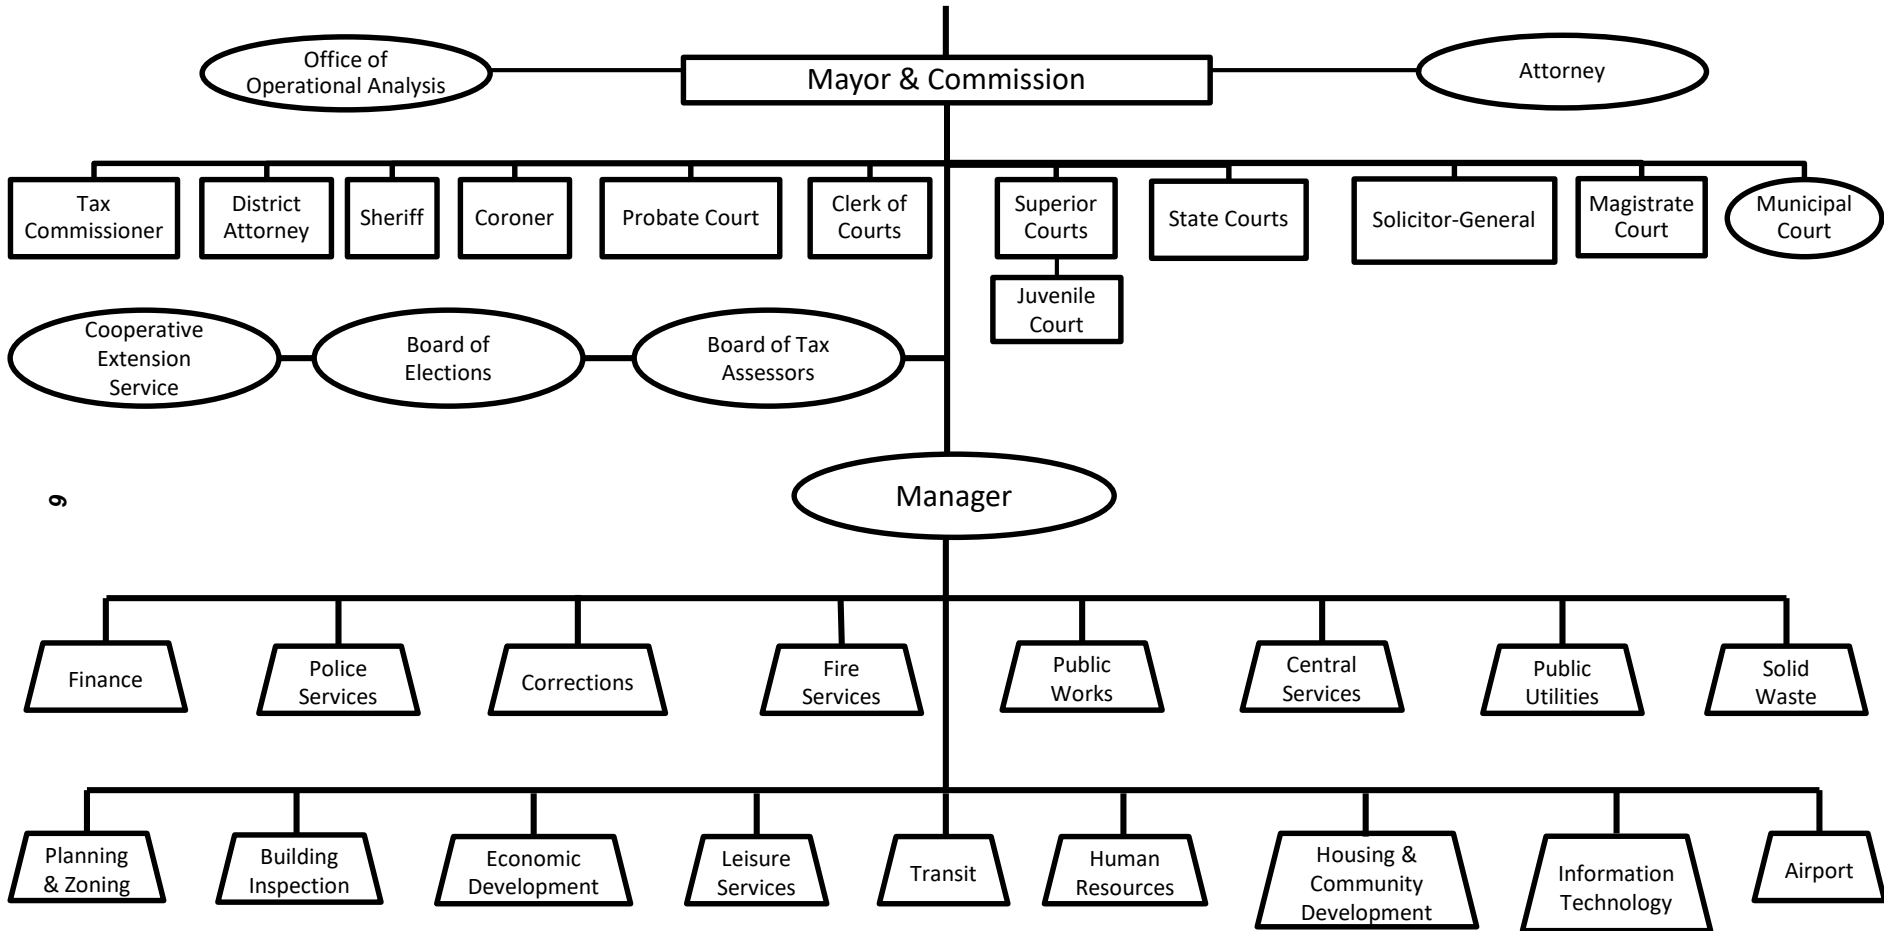 Office of
Operational Analysis
Mayor & Commission
Attorney
Tax
Commissioner
District
Attorney
Sheriff
Coroner
Probate Court
Clerk of
Courts
Superior
Courts
State Courts
Solicitor-General
Magistrate
Court
Municipal
Court
Juvenile
Court
Cooperative
Extension
Service
Board of
Elections
Board of Tax
Assessors
Manager
9
Finance
Police
Services
Corrections
Fire
Services
Public
Works
Central
Services
Public
Utilities
Solid
Waste
Planning
& Zoning
Building
Inspection
Economic
Development
Leisure
Services
Transit
Human
Resources
Housing &
Community
Development
Information
Technology
Airport